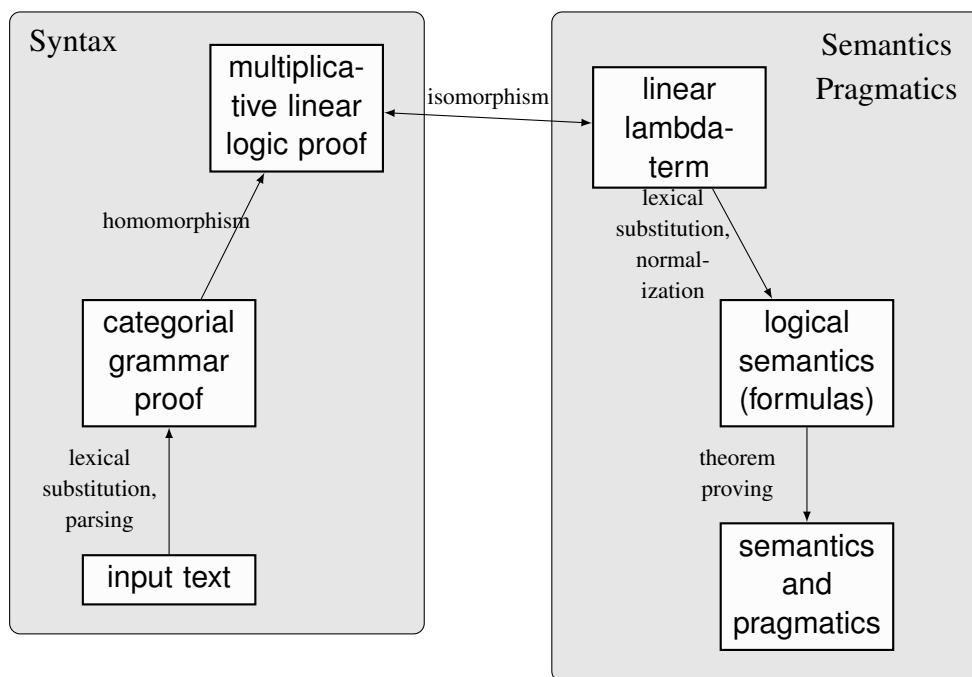 Syntax
multiplica-
tive linear
logic proof
homomorphism
categorial
grammar
proof
lexical
substitution,
parsing
input text
isomorphism
Semantics
Pragmatics
linear
lambda-
term
lexical
substitution,
normal-
ization
logical
semantics
(formulas)
theorem
proving
semantics
and
pragmatics